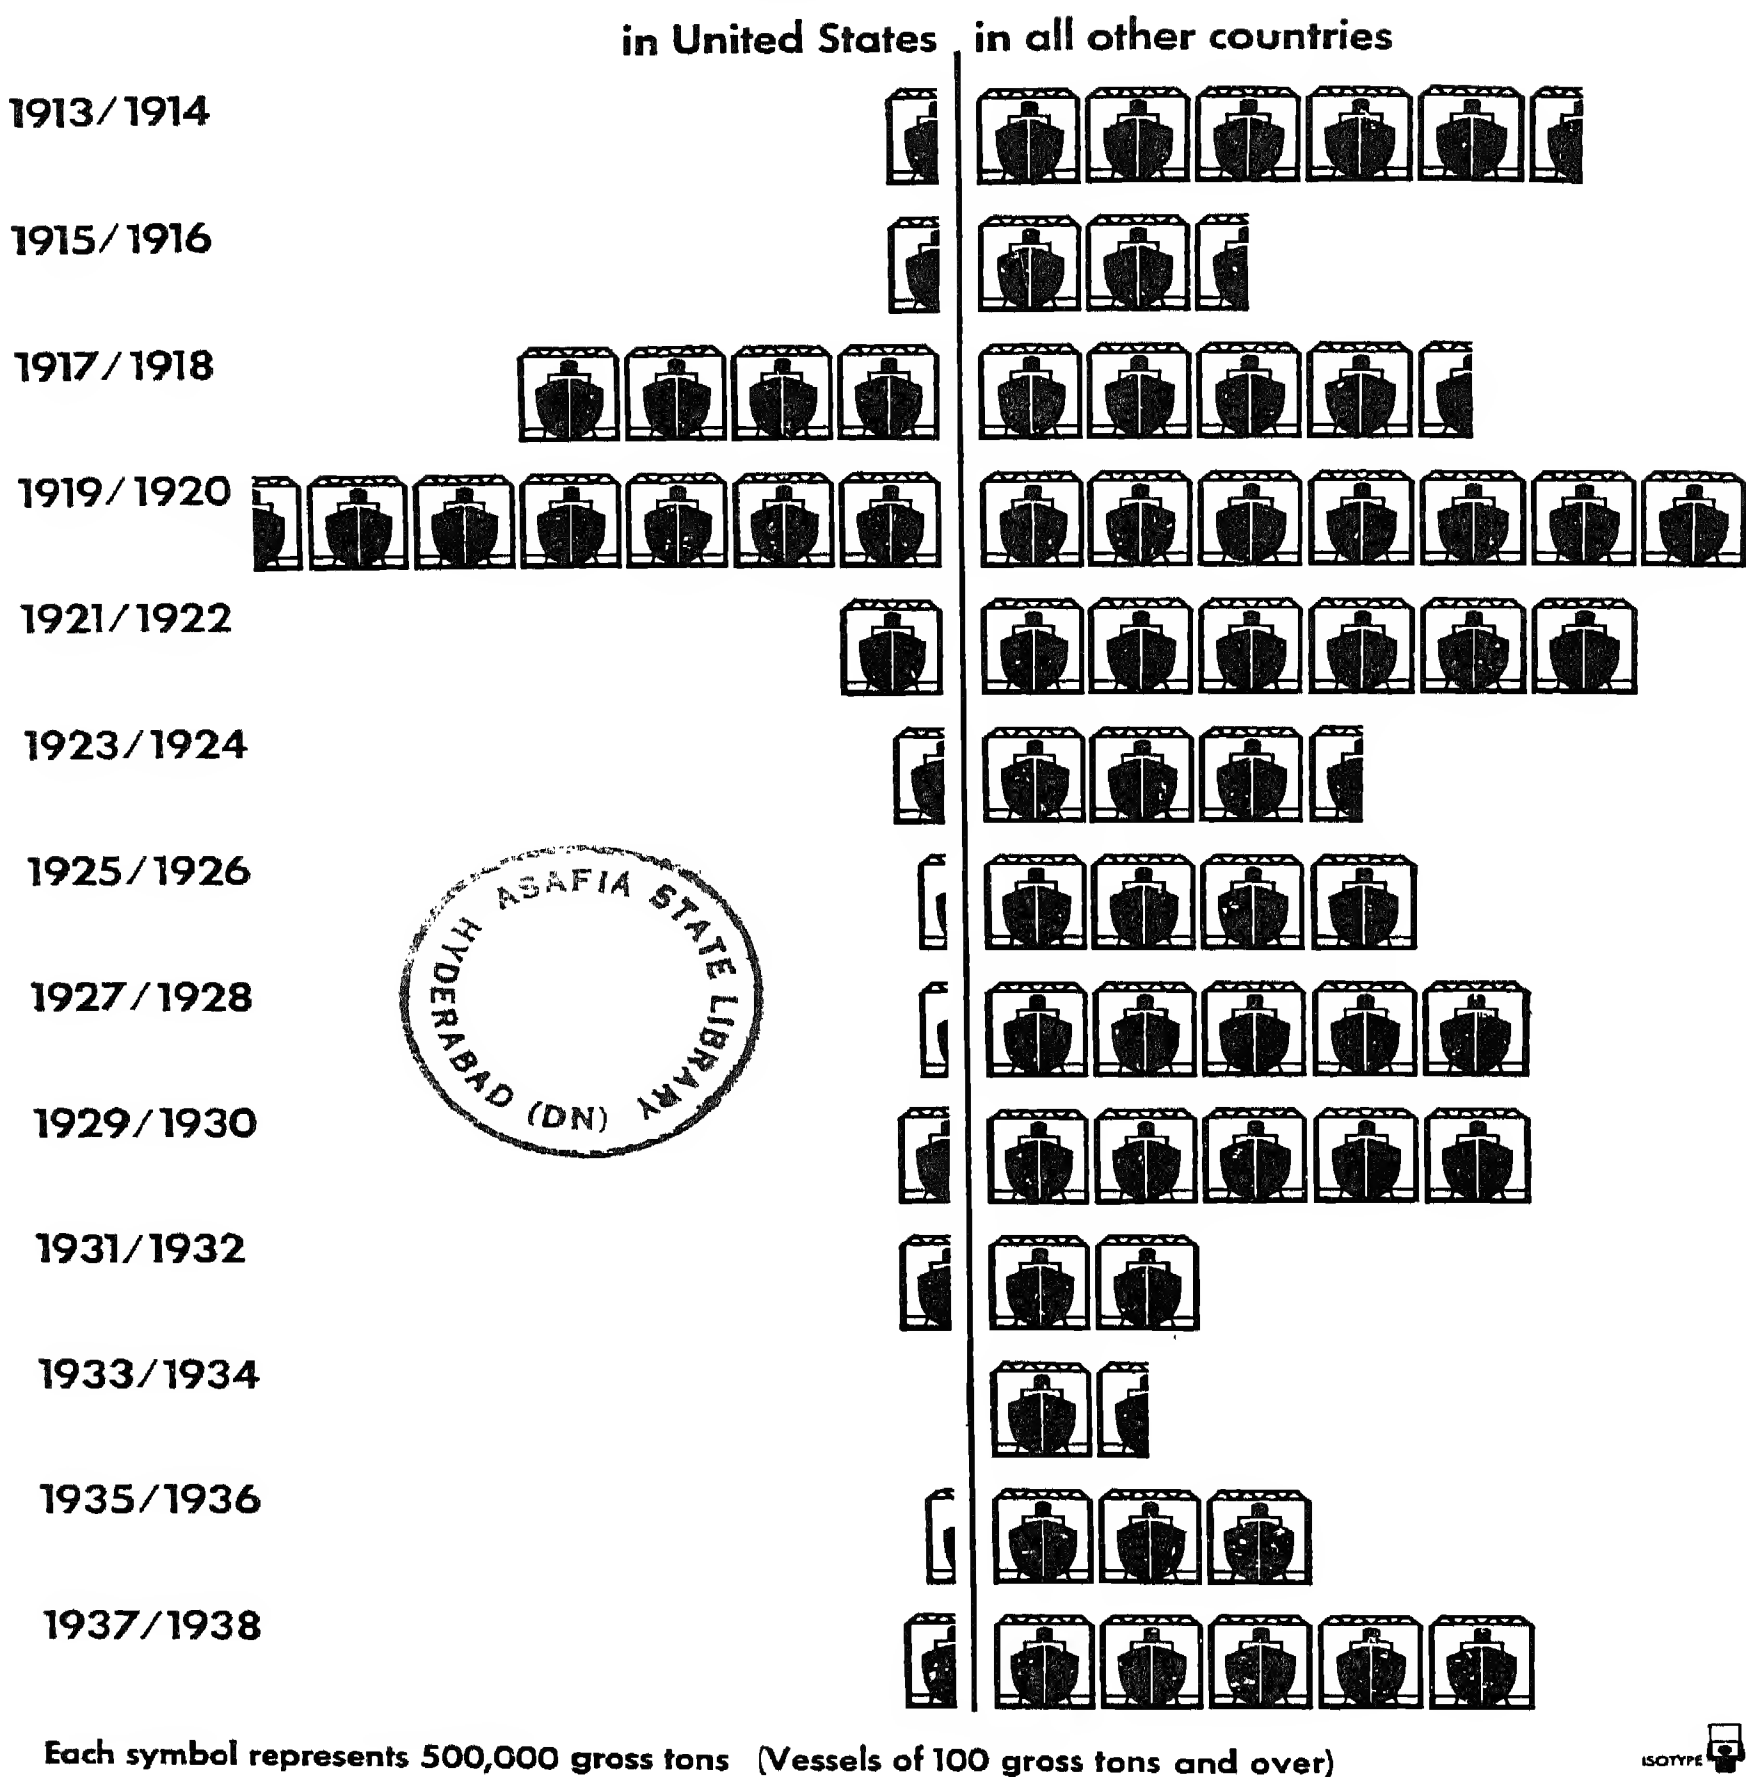 in United States in all other countries
1913/1914
1915/1916
1917/1918
1919/1920
1921/1922
1923/1924
1925/1926
ASAFIA STATE LIBRARY
HYDERABAD (DN)
1927/1928
1929/1930
1931/1932
1933/1934
1935/1936
1937/1938
Each symbol represents 500,000 gross tons (Vessels of 100 gross tons and over)
ISOTYPE